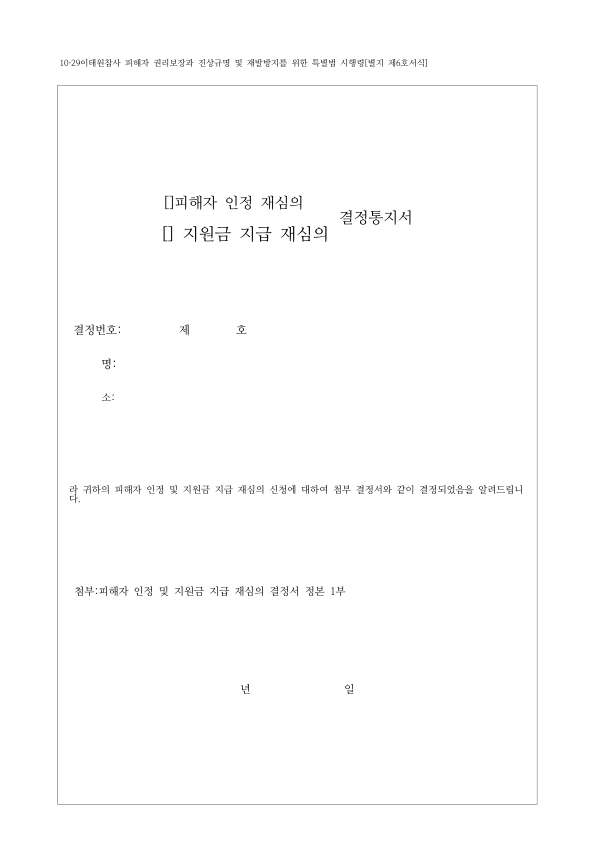 10·29이태원참사 피해자 권리보장과 진상규명 및 재발방지를 위한 특별법 시행령[별지 제6호서식]
[]피해자 인정 재심의
결정통지서
[] 지원금 지급 재심의
결정번호: 제 호
명:
소:
라 귀하의 피해자 인정 및 지원금 지급 재심의 신청에 대하여 첨부 결정서와 같이 결정되었음을 알려드립니
다.
첨부:피해자 인정 및 지원금 지급 재심의 결정서 정본 1부
년 일